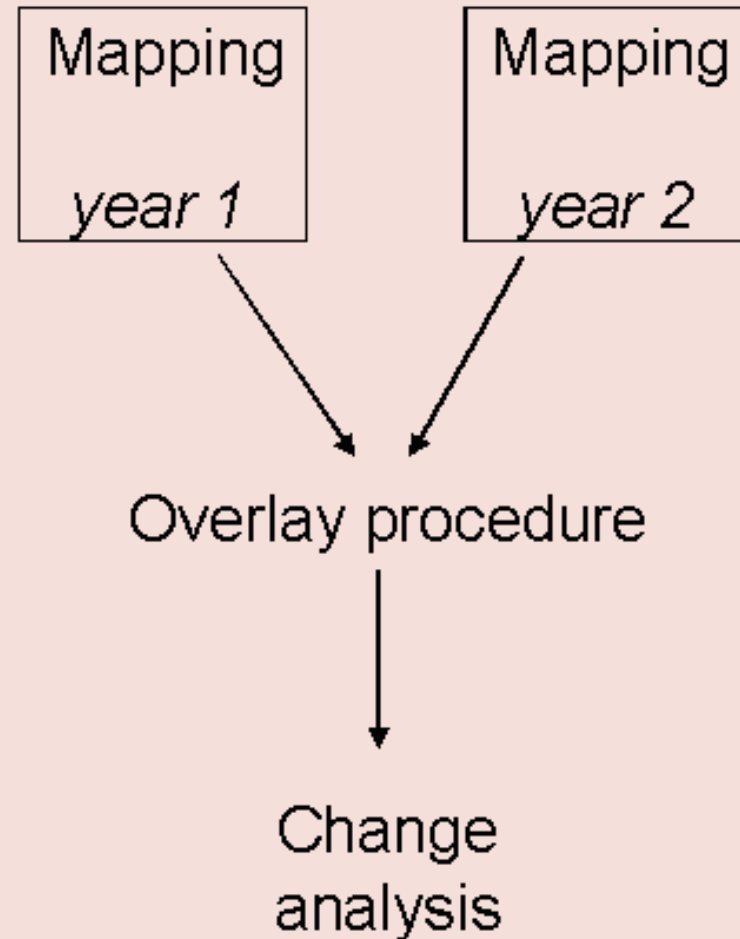 Mapping
year 1
Mapping
year 2
Overlay procedure
Change
analysis